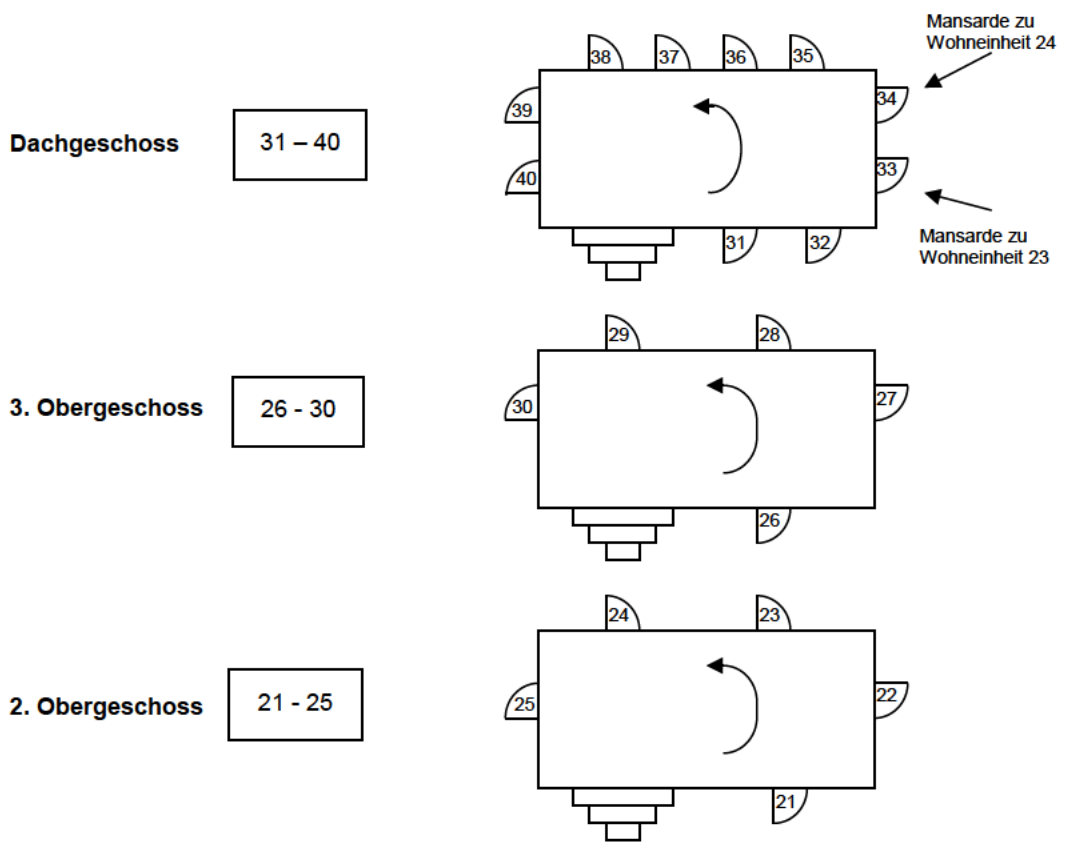 Mansarde zu
Wohneinheit 24
38 37 36 35
39 34
Dachgeschoss 31 – 40
40 33
31 32
Mansarde zu
Wohneinheit 23
29 28
3. Obergeschoss 26 - 30
30 27
26
24 23
2. Obergeschoss 21 - 25
25 22
21